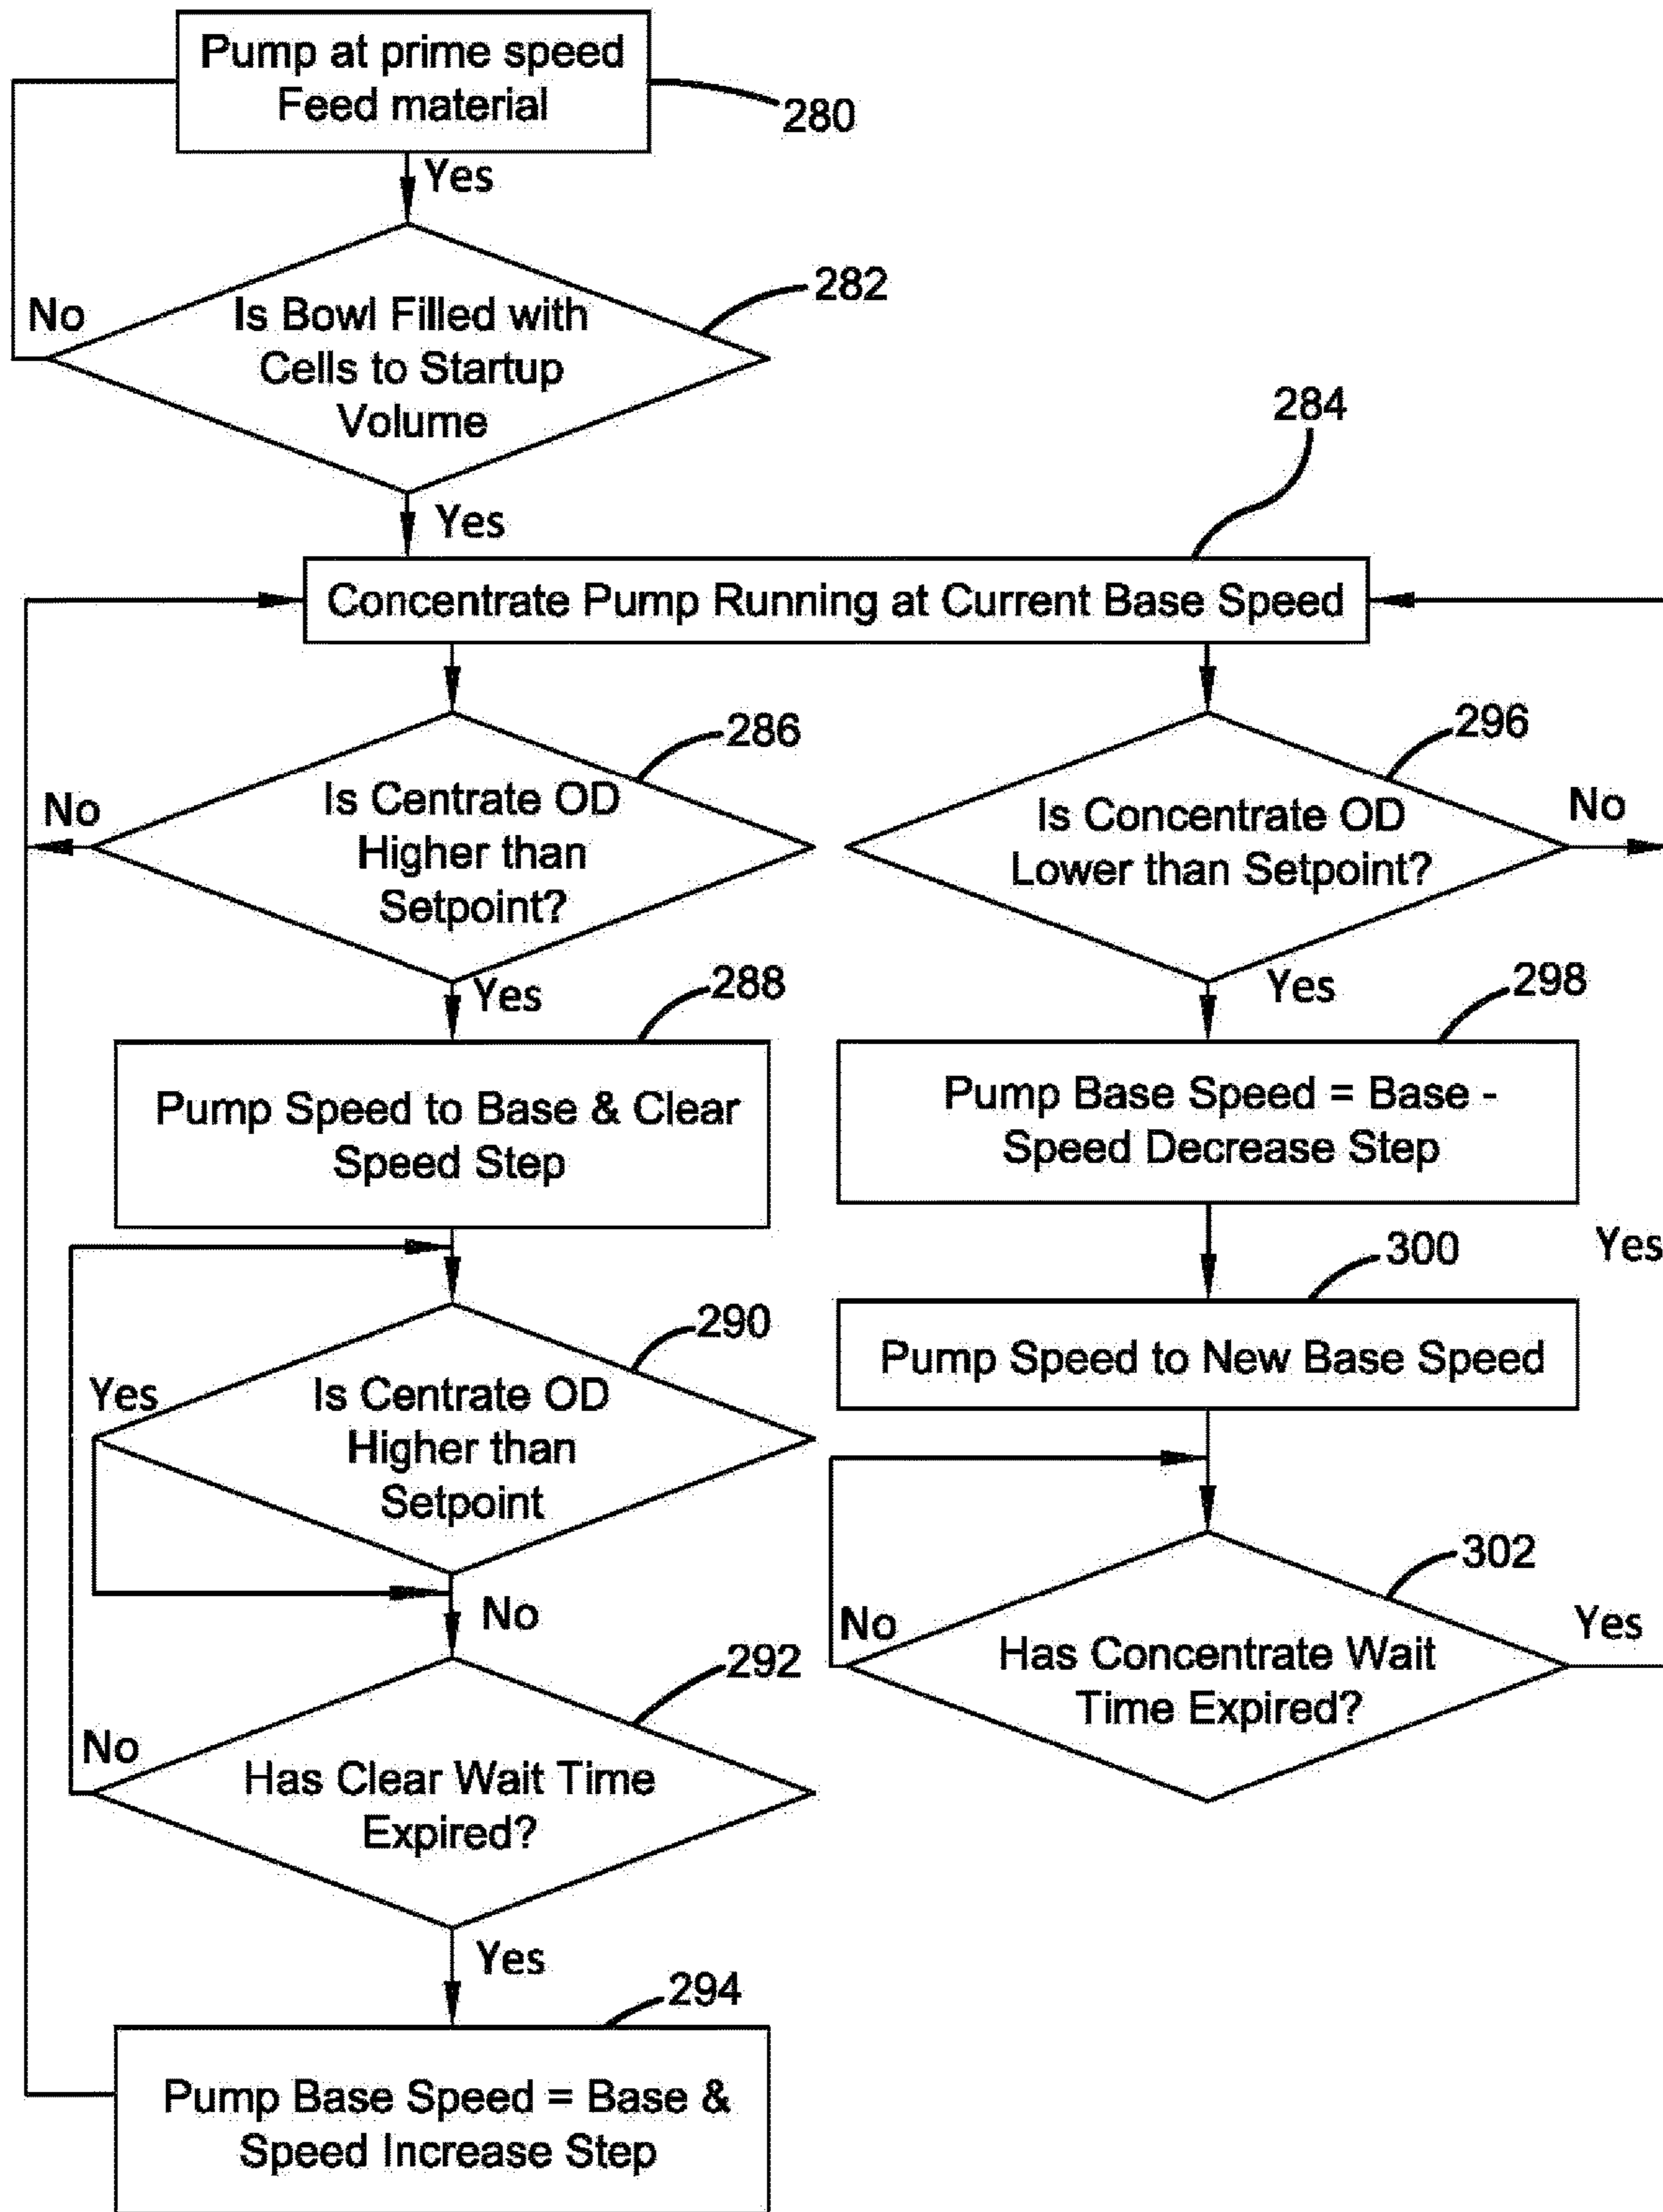 Pump at prime speed
Feed material
280
Yes
282
No
Is Bowl Filled with
Cells to Startup
Volume
284
Yes
Concentrate Pump Running at Current Base Speed
286
296
No
Is Centrate OD
Higher than
Setpoint?
Is Concentrate OD
Lower than Setpoint?
No
Yes
288
Yes
298
Pump Speed to Base & Clear
Speed Step
Pump Base Speed = Base -
Speed Decrease Step
300
Yes
290
Pump Speed to New Base Speed
Yes
Is Centrate OD
Higher than
Setpoint
302
No
No
Yes
292
Has Concentrate Wait
Time Expired?
No
Has Clear Wait Time
Expired?
Yes
294
Pump Base Speed = Base &
Speed Increase Step